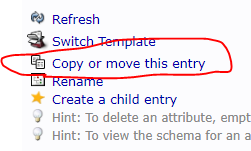 Refresh
Switch Template
Copy or move this entry
Rename
Create a child entry
Hint: To delete an attribute, empt
Hint: To view the schema for an a